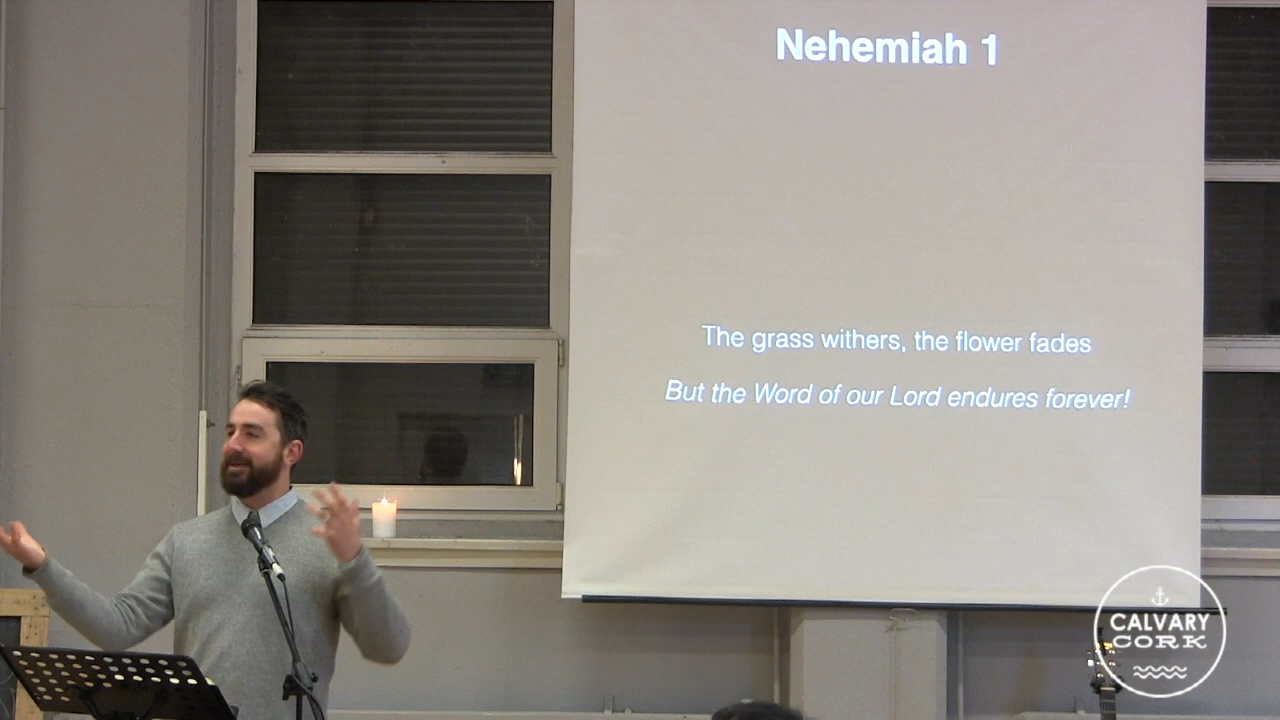 Nehemiah 1
The grass withers, the flower fades
But the Word of our Lord endures forever!
CALVARY
CORK